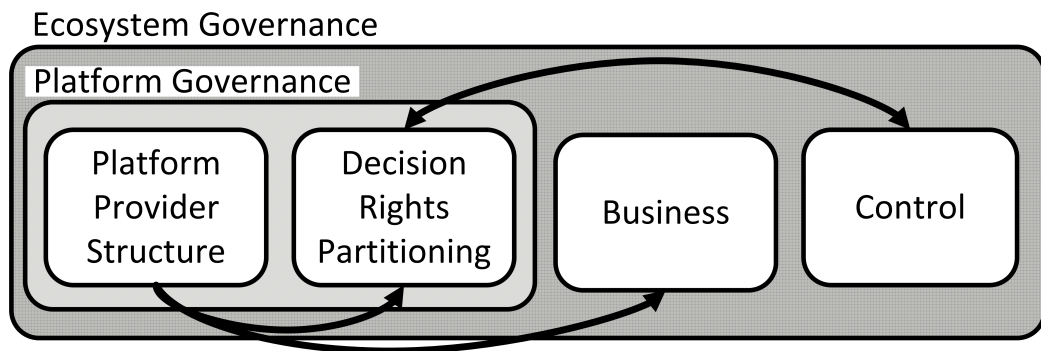 Ecosystem Governance
Platform Governance
Platform
Provider
Structure
Decision
Rights
Partitioning
Business
Control